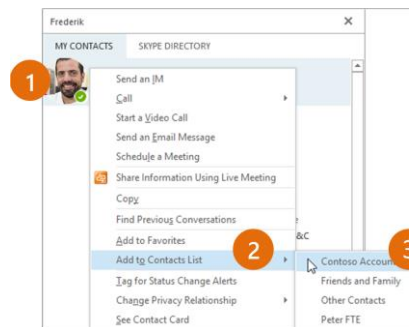 Frederik
MY CONTACTS SKYPE DIRECTORY
1
Send an IM
Call
Start a Video Call
Send an Email Message
Schedule a Meeting
Share Information Using Live Meeting
Copy
Find Previous Conversations
&C
Add to Favorites
2
Add to Contacts List
3
Contoso
Tag for Status Change Alerts
Friends and Family
Change Privacy Relationship
Other Contacts
See Contact Card
Peter FTE